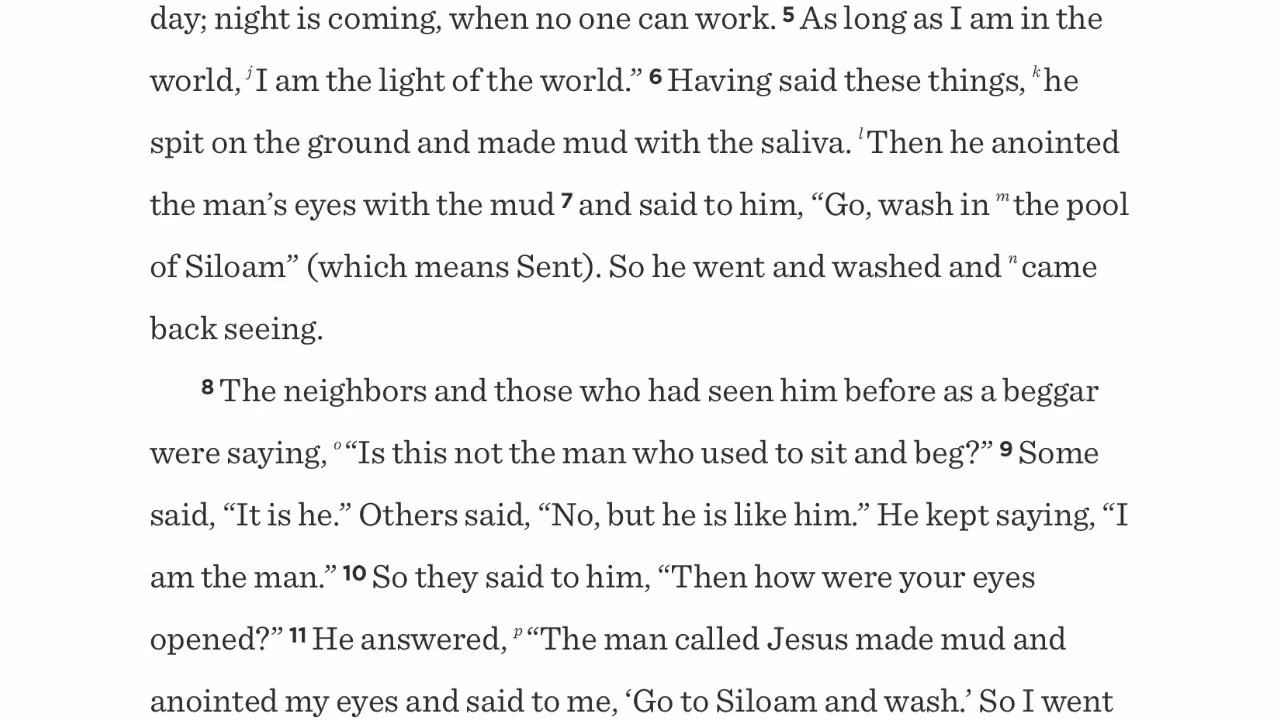 day; night is coming, when no one can work. 5 As long as I am in the
world, j I am the light of the world.” 6 Having said these things, k he
spit on the ground and made mud with the saliva. l Then he anointed
the man’s eyes with the mud 7 and said to him, “Go, wash in m the pool
of Siloam” (which means Sent). So he went and washed and n came
back seeing.
8 The neighbors and those who had seen him before as a beggar
were saying, o “Is this not the man who used to sit and beg?” 9 Some
said, “It is he.” Others said, “No, but he is like him.” He kept saying, “I
am the man.” 10 So they said to him, “Then how were your eyes
opened?” 11 He answered, p “The man called Jesus made mud and
anointed my eyes and said to me, ‘Go to Siloam and wash.’ So I went